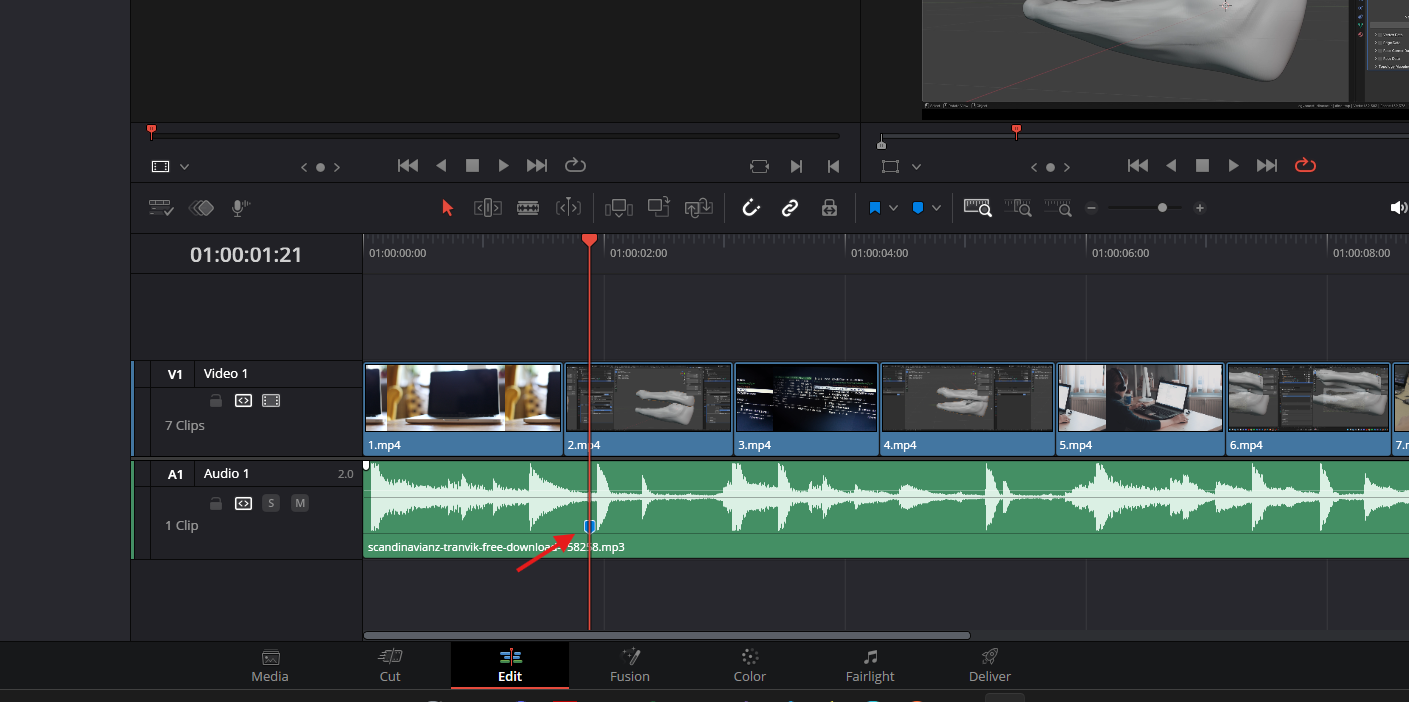 01:00:01:21
01:00:00:00
01:00:02:00
01:00:04:00
01:00:06:00
01:00:08:00
V1
Video 1
7 Clips
1.mp4
2.mp4
3.mp4
4.mp4
5.mp4
6.mp4
7.
A1
Audio 1
2.0
S
M
1 Clip
scandinavianz-tranvik-free-download 58258.mp3
Media
Cut
Edit
Fusion
Color
Fairlight
Deliver